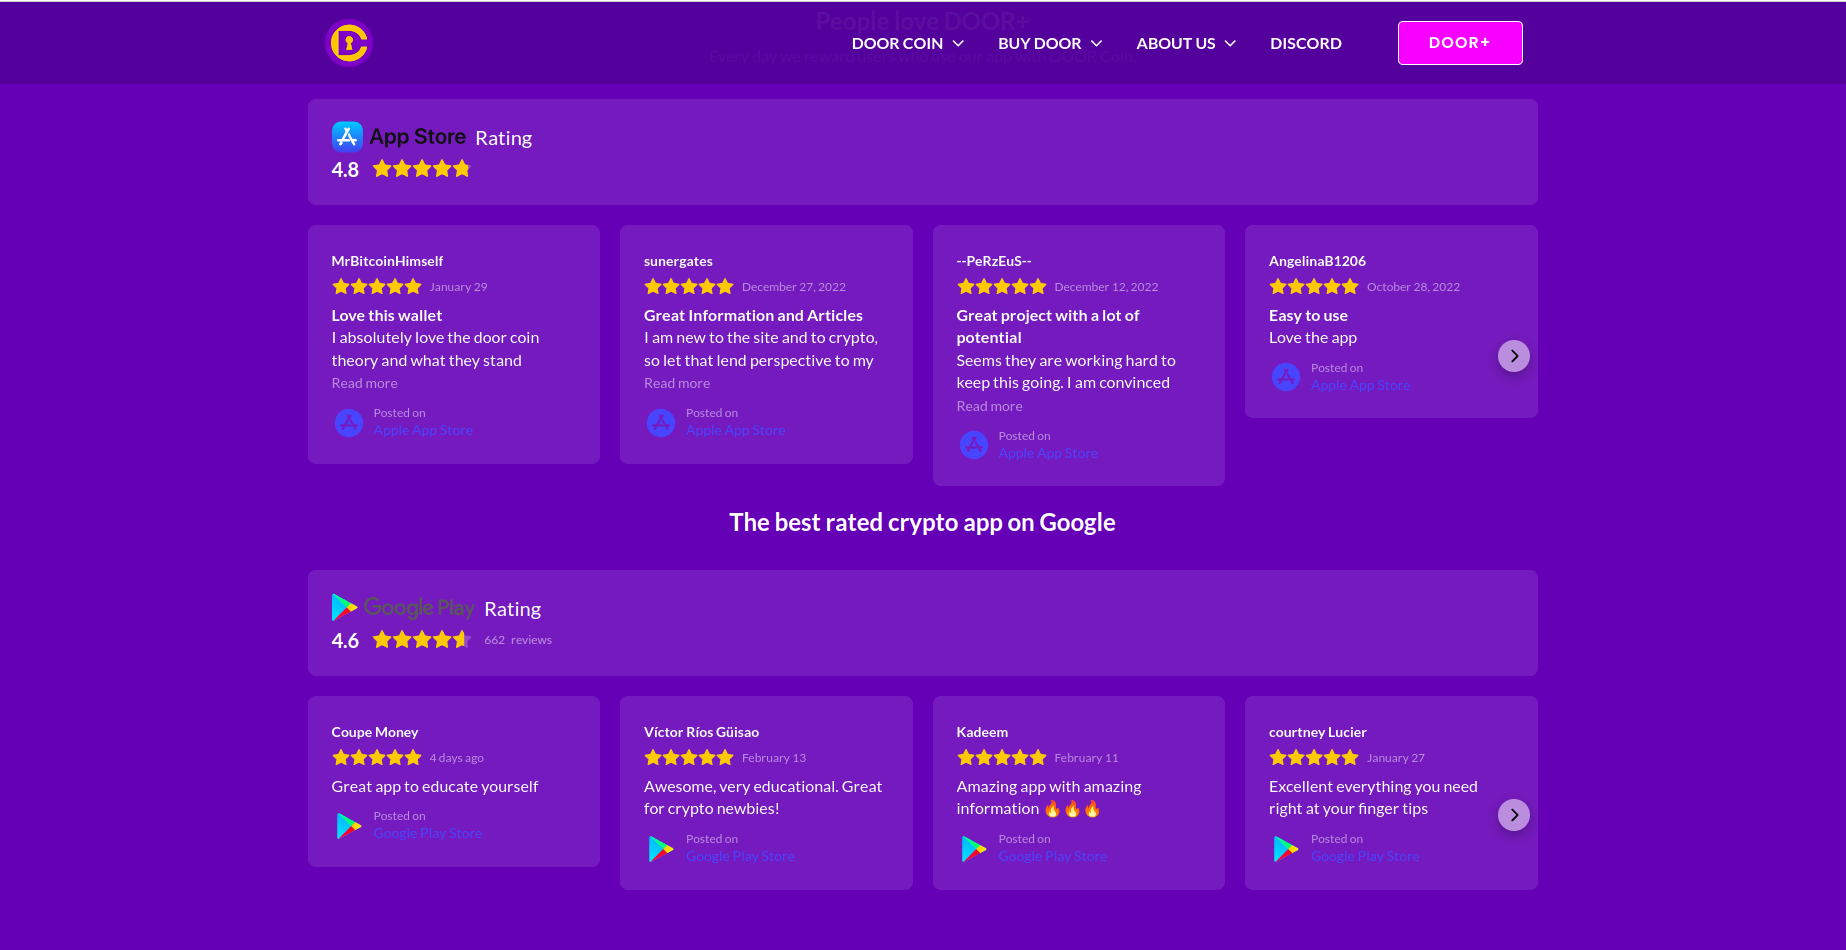 People love DOOR+
DOOR COIN BUY DOOR ABOUT US DISCORD DOOR+
Every day we reward users who use our app with DOOR Coin.
App Store Rating
4.8
MrBitcoinHimself
January 29
Love this wallet
I absolutely love the door coin
theory and what they stand
Read more
Posted on
Apple App Store
sunergates
December 27, 2022
Great Information and Articles
I am new to the site and to crypto,
so let that lend perspective to my
Read more
Posted on
Apple App Store
--PeRzEuS--
December 12, 2022
Great project with a lot of
potential
Seems they are working hard to
keep this going. I am convinced
Read more
Posted on
Apple App Store
AngelinaB1206
October 28, 2022
Easy to use
Love the app
Posted on
Apple App Store
The best rated crypto app on Google
Google Play Rating
4.6 662 reviews
Coupe Money
4 days ago
Great app to educate yourself
Posted on
Google Play Store
Víctor Ríos Güisao
February 13
Awesome, very educational. Great
for crypto newbies!
Posted on
Google Play Store
Kadeem
February 11
Amazing app with amazing
information 🔥🔥🔥
Posted on
Google Play Store
courtney Lucier
January 27
Excellent everything you need
right at your finger tips
Posted on
Google Play Store